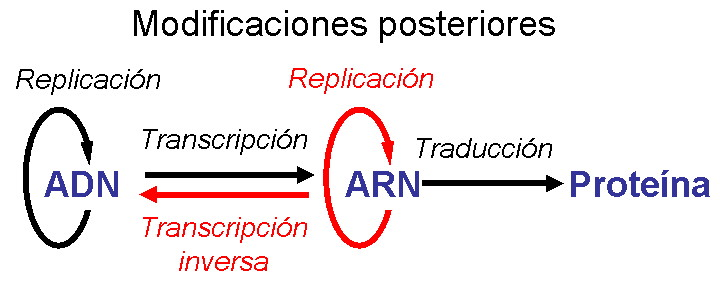 Modificaciones posteriores
Replicación
Replicación
Transcripción
Traducción
ADN
ARN
Proteína
Transcripción
inversa